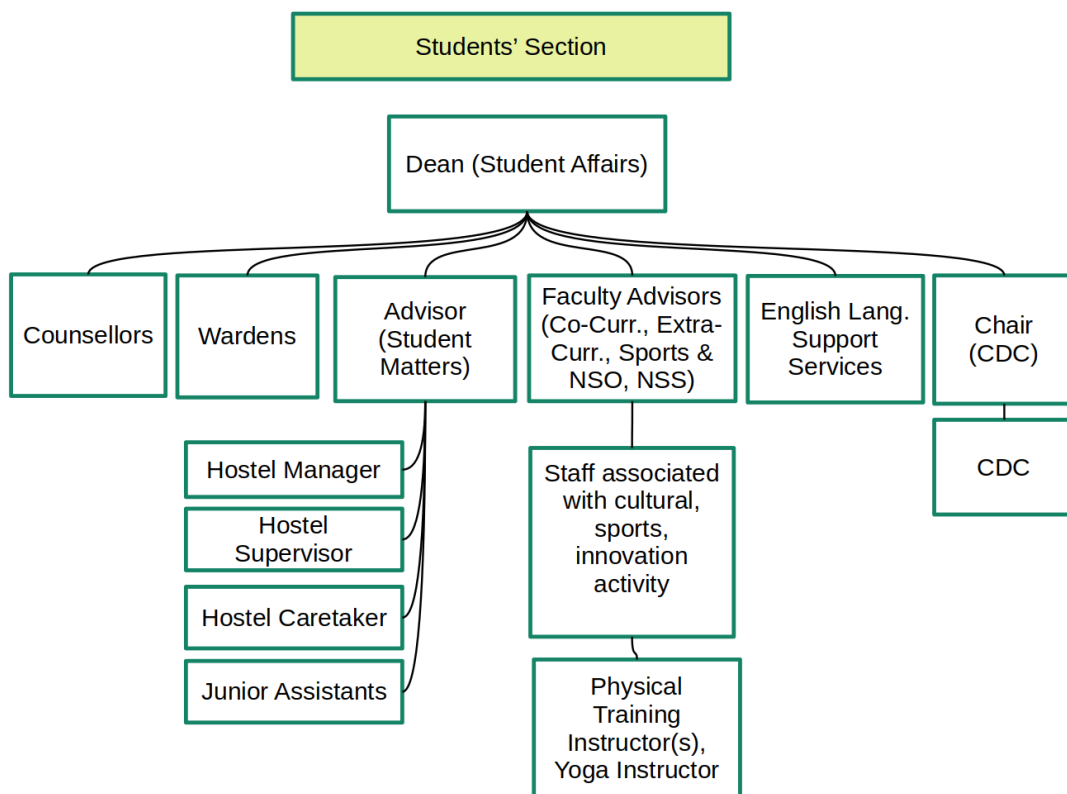 Students’ Section
Dean (Student Affairs)
Counsellors
Wardens
Advisor
(Student
Matters)
Faculty Advisors
(Co-Curr., Extra-
Curr., Sports &
NSO, NSS)
English Lang.
Support
Services
Chair
(CDC)
Hostel Manager
Hostel
Supervisor
Hostel Caretaker
Junior Assistants
Staff associated
with cultural,
sports,
innovation
activity
Physical
Training
Instructor(s),
Yoga Instructor
CDC